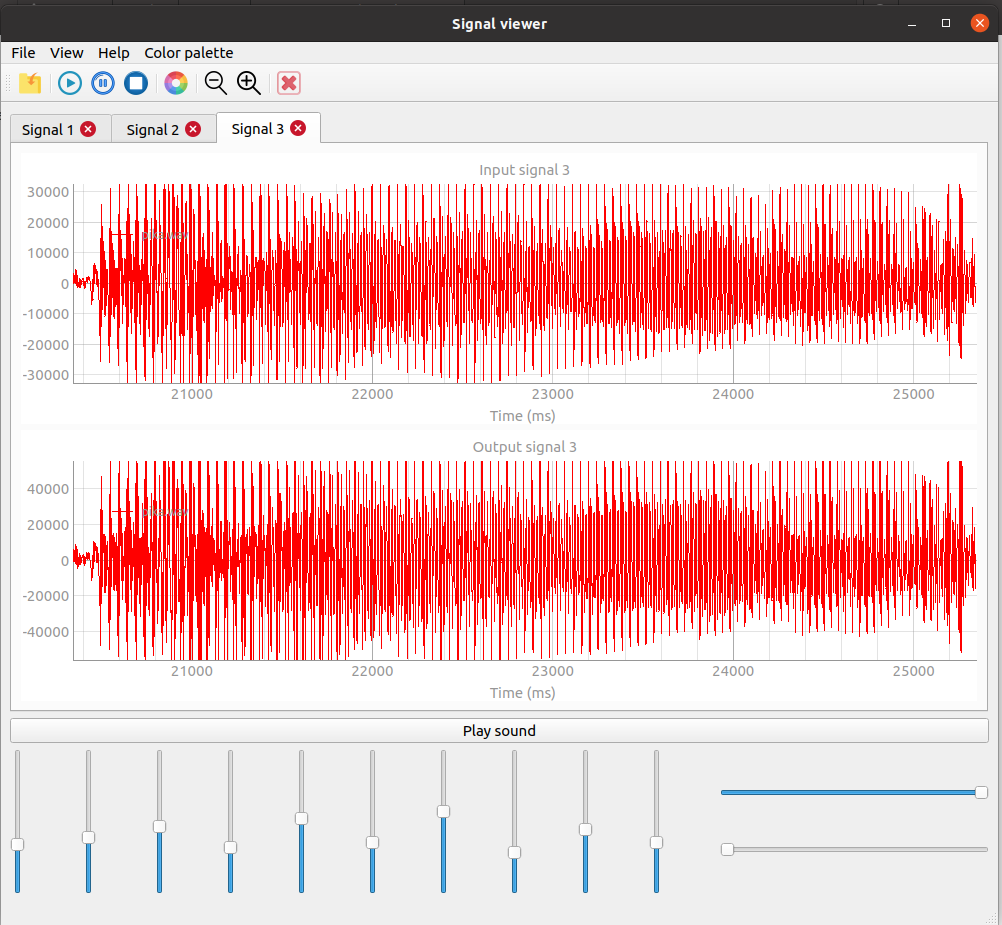 Signal viewer
File View Help Color palette
Signal 1 Signal 2 Signal 3
Input signal 3
30000
20000
10000
0
-10000
-20000
-30000
21000 22000 23000 24000 25000
Time (ms)
Output signal 3
40000
20000
0
-20000
-40000
21000 22000 23000 24000 25000
Time (ms)
Play sound